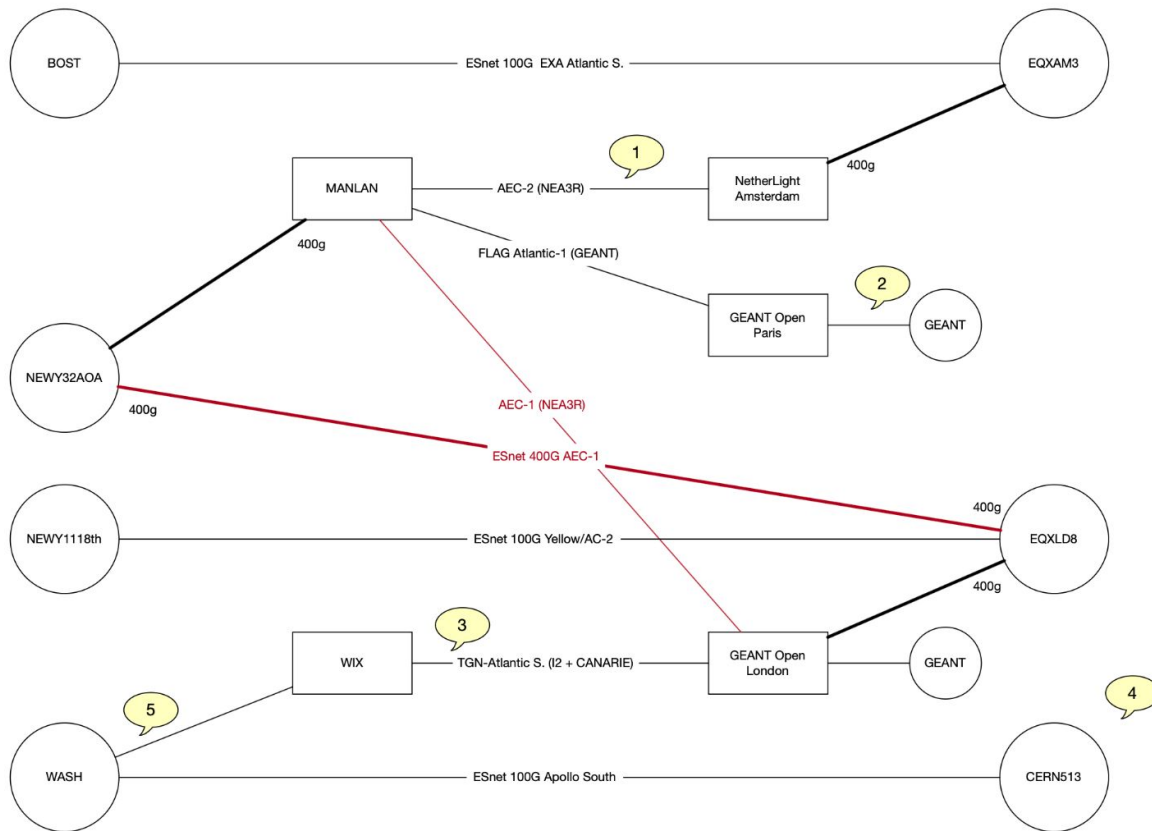 BOST
ESnet 100G  EXA Atlantic S.
EQXAM3
1
400g
MANLAN
AEC-2 (NEA3R)
NetherLight
Amsterdam
400g
FLAG Atlantic-1 (GEANT)
2
GEANT Open
Paris
GEANT
NEWY32AOA
400g
AEC-1 (NEA3R)
ESnet 400G AEC-1
400g
NEWY1118th
ESnet 100G Yellow/AC-2
EQXLD8
400g
3
WIX
TGN-Atlantic S. (I2 + CANARIE)
GEANT Open
London
GEANT
5
4
WASH
ESnet 100G Apollo South
CERN513